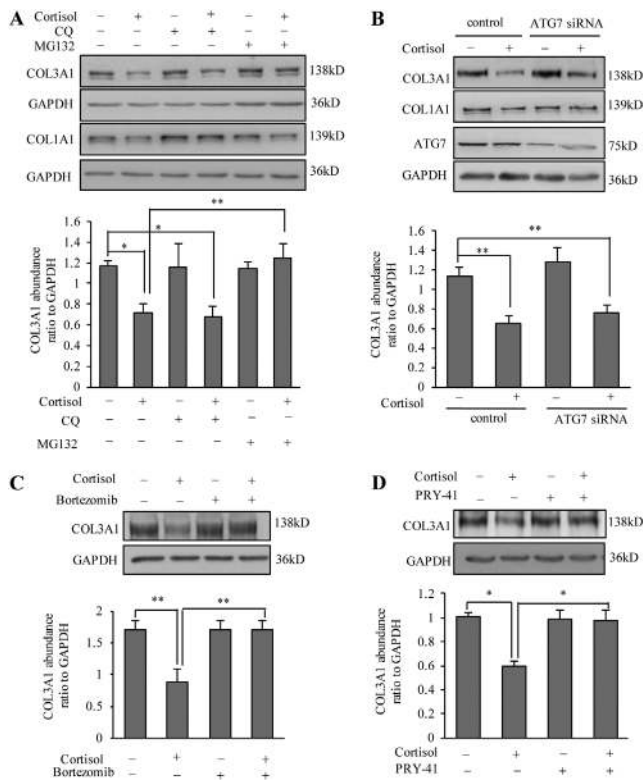 A
Cortisol – + – + – +
CQ – – + + – –
MG132 – – – – + +
COL3A1 138kD
GAPDH 36kD
COL1A1 139kD
GAPDH 36kD
COL3A1 abundance
ratio to GAPDH
1.6
1.4
1.2
1
0.8
0.6
0.4
0.2
0
*
*
**
Cortisol – + – + – +
CQ – – + + – –
MG132 – – – – + +
B
control ATG7 siRNA
Cortisol – + – +
COL3A1 138kD
COL1A1 139kD
ATG7 75kD
GAPDH 36kD
COL3A1 abundance
ratio to GAPDH
1.6
1.4
1.2
1
0.8
0.6
0.4
0.2
0
**
**
Cortisol – + – +
control ATG7 siRNA
C
Cortisol – + – +
Bortezomib – – + +
COL3A1 138kD
GAPDH 36kD
COL3A1 abundance
ratio to GAPDH
2
1.5
1
0.5
0
**
**
Cortisol – + – +
Bortezomib – – + +
D
Cortisol – + – +
PRY-41 – – + +
COL3A1 138kD
GAPDH 36kD
COL3A1 abundance
ratio to GAPDH
1.2
1
0.8
0.6
0.4
0.2
0
*
*
Cortisol – + – +
PRY-41 – – + +